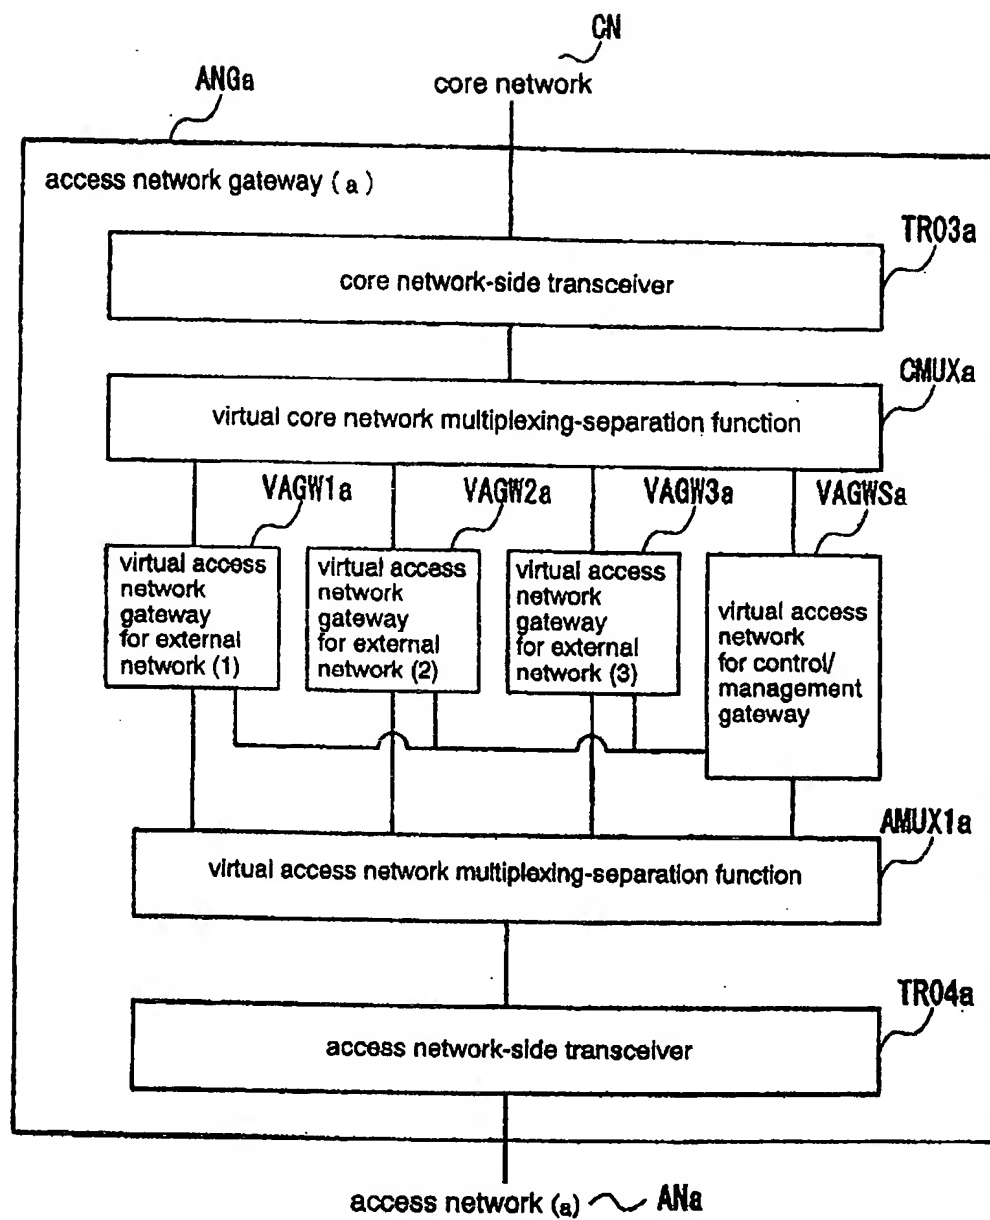 CN
core network
ANGa
access network gateway (a)
TR03a
core network-side transceiver
CMUXa
virtual core network multiplexing-separation function
VAGW1a
VAGW2a
VAGW3a
VAGWSa
virtual access
network
gateway
for external
network (1)
virtual access
network
gateway
for external
network (2)
virtual access
network
gateway
for external
network (3)
virtual access
network
for control/
management
gateway
AMUX1a
virtual access network multiplexing-separation function
TR04a
access network-side transceiver
access network (a)
ANa